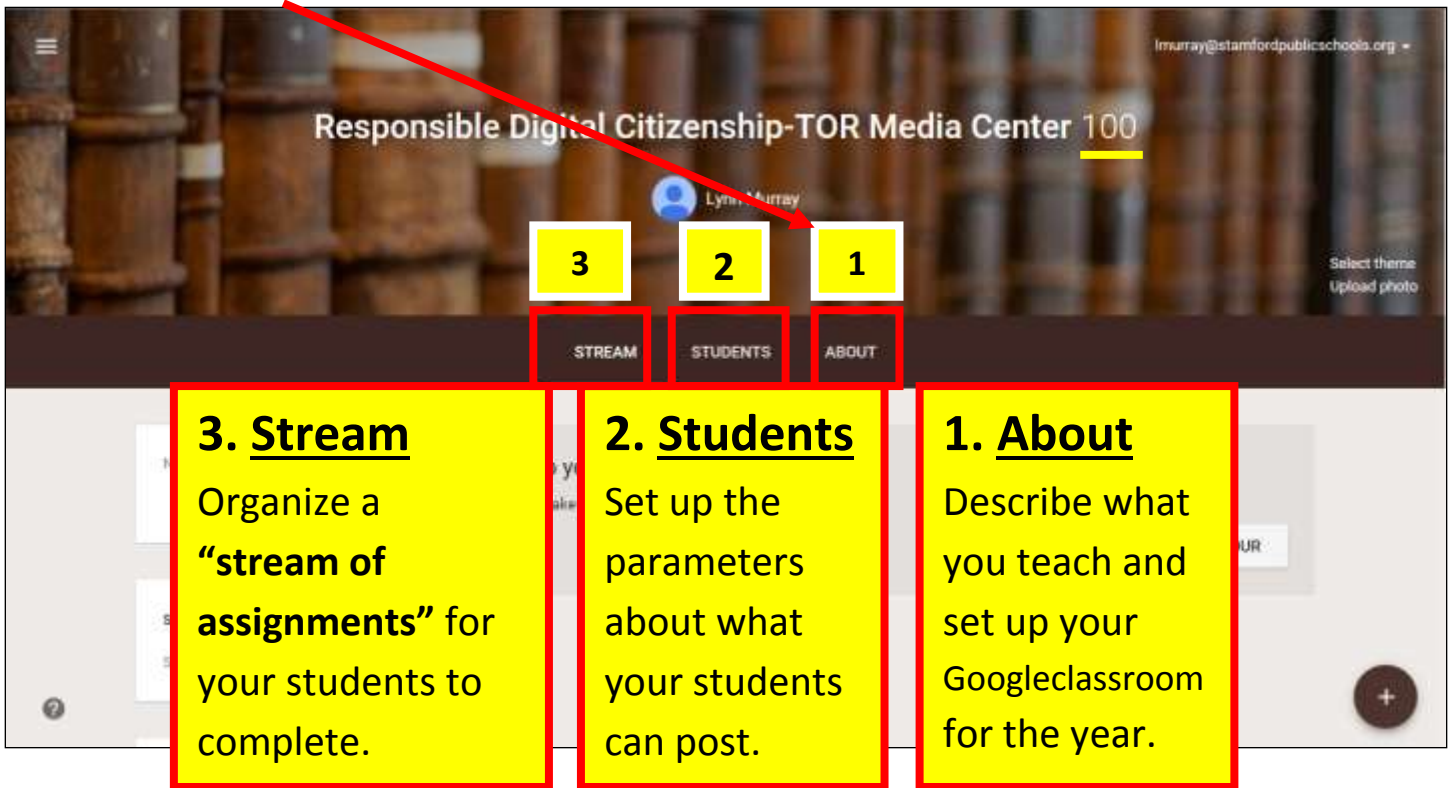 lmurray@stamfordpublicschools.org
Responsible Digital Citizenship-TOR Media Center 100
Lynn Murray
3
2
1
Select theme
Upload photo
STREAM
STUDENTS
ABOUT
3. Stream
Organize a
“stream of
assignments” for
your students to
complete.
2. Students
Set up the
parameters
about what
your students
can post.
1. About
Describe what
you teach and
set up your
Googleclassroom
for the year.
+
?